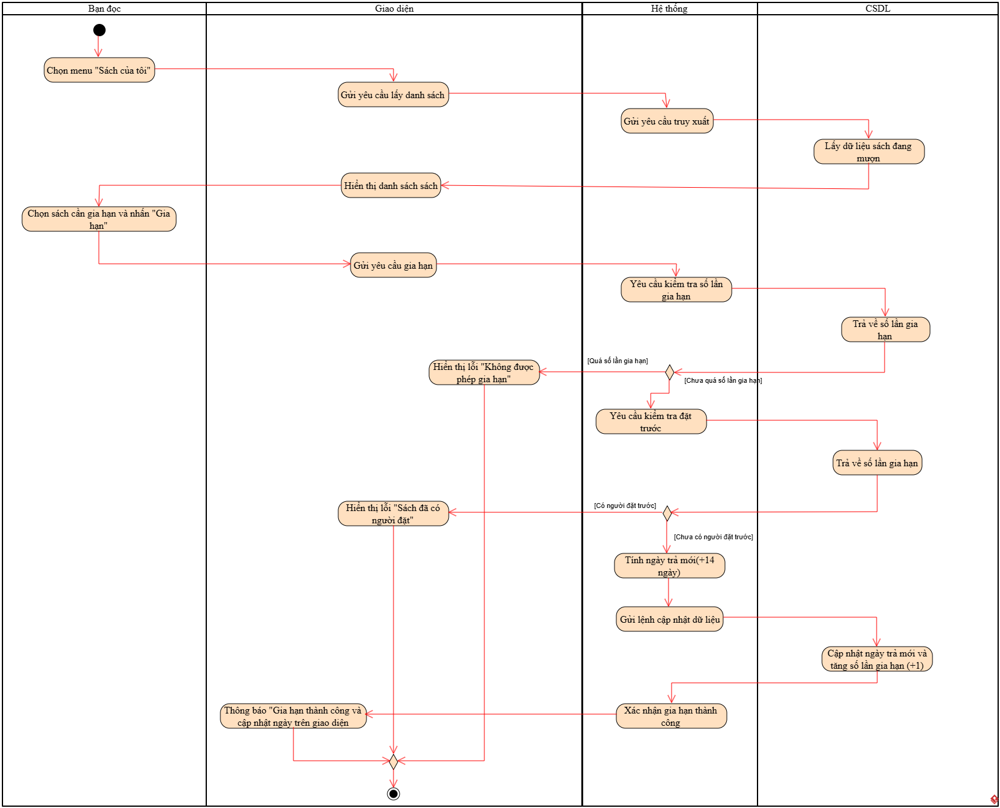 Bạn đọc
Giao diện
Hệ thống
CSDL
Chọn menu "Sách của tôi"
Gửi yêu cầu lấy danh sách
Gửi yêu cầu truy xuất
Lấy dữ liệu sách đang
mượn
Hiển thị danh sách sách
Chọn sách cần gia hạn và nhấn "Gia
hạn"
Gửi yêu cầu gia hạn
Yêu cầu kiểm tra số lần
gia hạn
Trả về số lần gia
hạn
[Quá số lần gia hạn]
Hiển thị lỗi "Không được
phép gia hạn"
[Chưa quá số lần gia hạn]
Yêu cầu kiểm tra đặt
trước
Trả về số lần gia hạn
[Có người đặt trước]
Hiển thị lỗi "Sách đã có
người đặt"
[Chưa có người đặt trước]
Tính ngày trả mới(+14
ngày)
Gửi lệnh cập nhật dữ liệu
Cập nhật ngày trả mới và
tăng số lần gia hạn (+1)
Thông báo "Gia hạn thành công và
cập nhật ngày trên giao diện
Xác nhận gia hạn thành
công